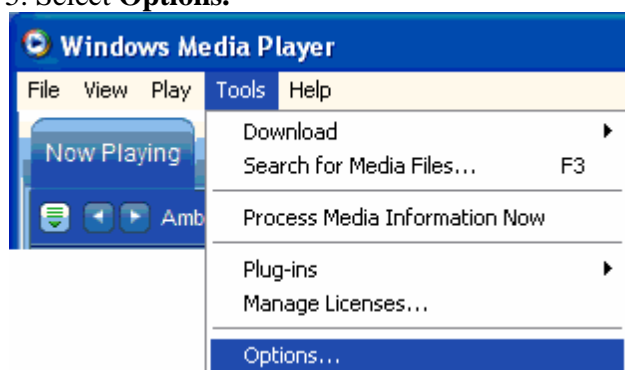 3. Select Options.
Windows Media Player
File View Play Tools Help
Now Playing
Download
Search for Media Files... F3
Amb
Process Media Information Now
Plug-ins
Manage Licenses...
Options...